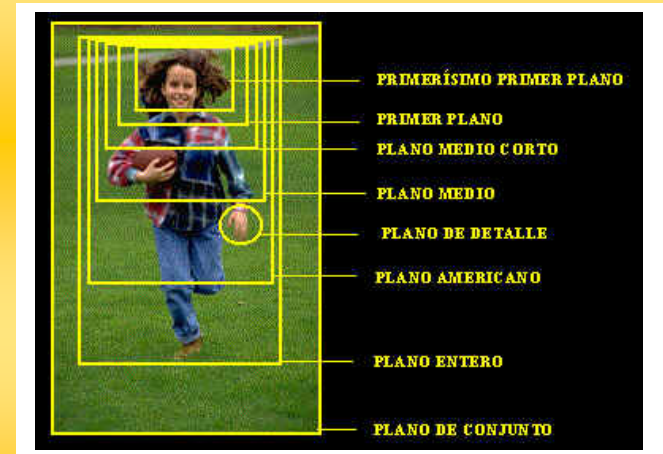 PRIMERÍSIMO PRIMER PLANO
PRIMER PLANO
PLANO MEDIO CORTO
PLANO MEDIO
PLANO DE DETALLE
PLANO AMERICANO
PLANO ENTERO
PLANO DE CONJUNTO